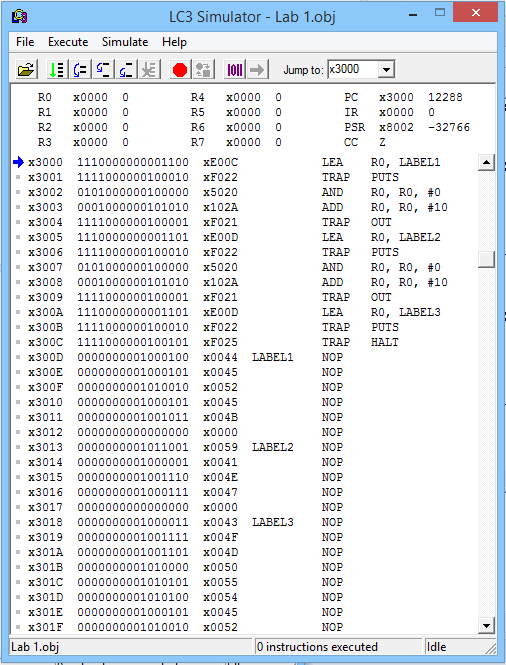 LC3 Simulator - Lab 1.obj
File Execute Simulate Help
Jump to: x3000
R0 x0000 0 R4 x0000 0 PC x3000 12288
R1 x0000 0 R5 x0000 0 IR x0000 0
R2 x0000 0 R6 x0000 0 PSR x8002 -32766
R3 x0000 0 R7 x0000 0 CC Z
x3000 1110000000001100 xE00C LEA R0, LABEL1
x3001 1111000000100010 xF022 TRAP PUTS
x3002 0101000000100000 x5020 AND R0, R0, #0
x3003 0001000000101010 x102A ADD R0, R0, #10
x3004 1111000000100001 xF021 TRAP OUT
x3005 1110000000001101 xE00D LEA R0, LABEL2
x3006 1111000000100010 xF022 TRAP PUTS
x3007 0101000000100000 x5020 AND R0, R0, #0
x3008 0001000000101010 x102A ADD R0, R0, #10
x3009 1111000000100001 xF021 TRAP OUT
x300A 1110000000001101 xE00D LEA R0, LABEL3
x300B 1111000000100010 xF022 TRAP PUTS
x300C 1111000000100101 xF025 TRAP HALT
x300D 0000000001000100 x0044 LABEL1 NOP
x300E 0000000001000101 x0045 NOP
x300F 0000000001010010 x0052 NOP
x3010 0000000001000101 x0045 NOP
x3011 0000000001001011 x004B NOP
x3012 0000000000000000 x0000 NOP
x3013 0000000001011001 x0059 LABEL2 NOP
x3014 0000000001000001 x0041 NOP
x3015 0000000001001110 x004E NOP
x3016 0000000001000111 x0047 NOP
x3017 0000000000000000 x0000 NOP
x3018 0000000001000011 x0043 LABEL3 NOP
x3019 0000000001001111 x004F NOP
x301A 0000000001001101 x004D NOP
x301B 0000000001010000 x0050 NOP
x301C 0000000001010101 x0055 NOP
x301D 0000000001010100 x0054 NOP
x301E 0000000001000101 x0045 NOP
x301F 0000000001010010 x0052 NOP
Lab 1.obj 0 instructions executed Idle